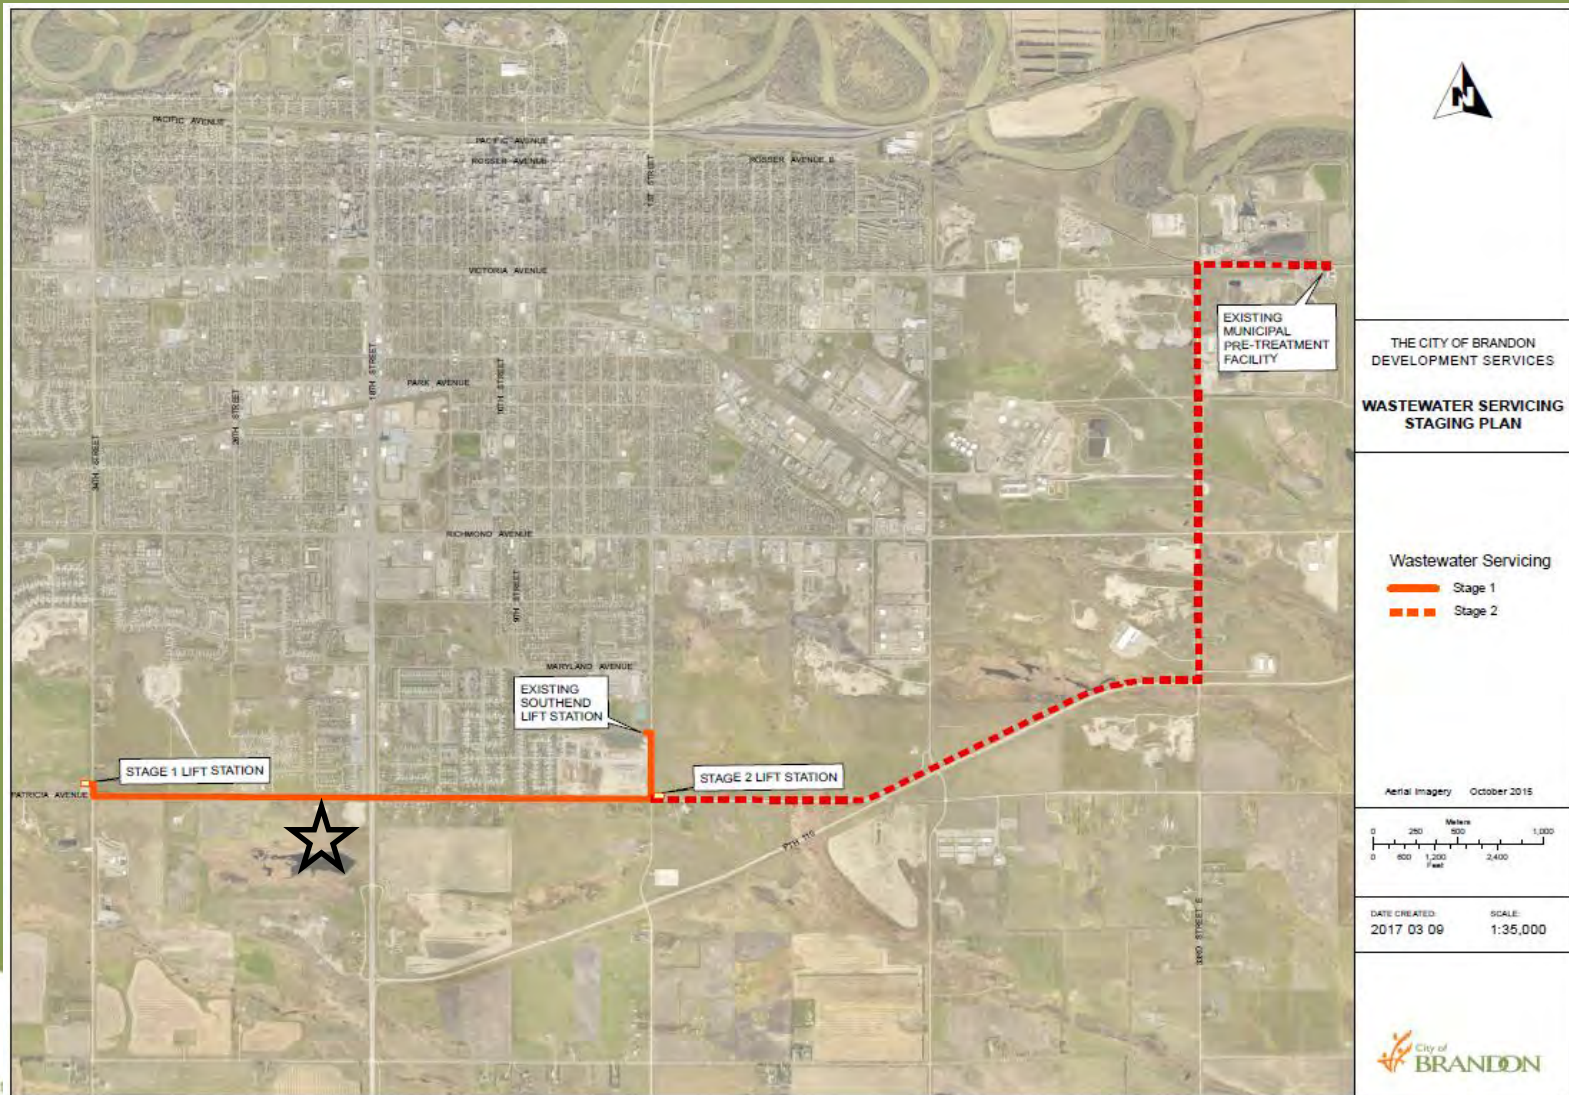 PACIFIC AVENUE
PACIFIC AVENUE
ROSSER AVENUE
ROSSER AVENUE E
1ST STREET
VICTORIA AVENUE
18TH STREET
PARK AVENUE
10TH STREET
26TH STREET
34TH STREET
RICHMOND AVENUE
9TH STREET
MARYLAND AVENUE
EXISTING
SOUTHEND
LIFT STATION
STAGE 1 LIFT STATION
STAGE 2 LIFT STATION
PATRICIA AVENUE
PTH 110
33RD STREET E
EXISTING
MUNICIPAL
PRE-TREATMENT
FACILITY
N
THE CITY OF BRANDON
DEVELOPMENT SERVICES
WASTEWATER SERVICING
STAGING PLAN
Wastewater Servicing
Stage 1
Stage 2
Aerial Imagery October 2015
Meters
0 250 500 1,000
0 600 1,200 2,400
Feet
DATE CREATED: SCALE:
2017 03 09 1:35,000
City of
BRANDON